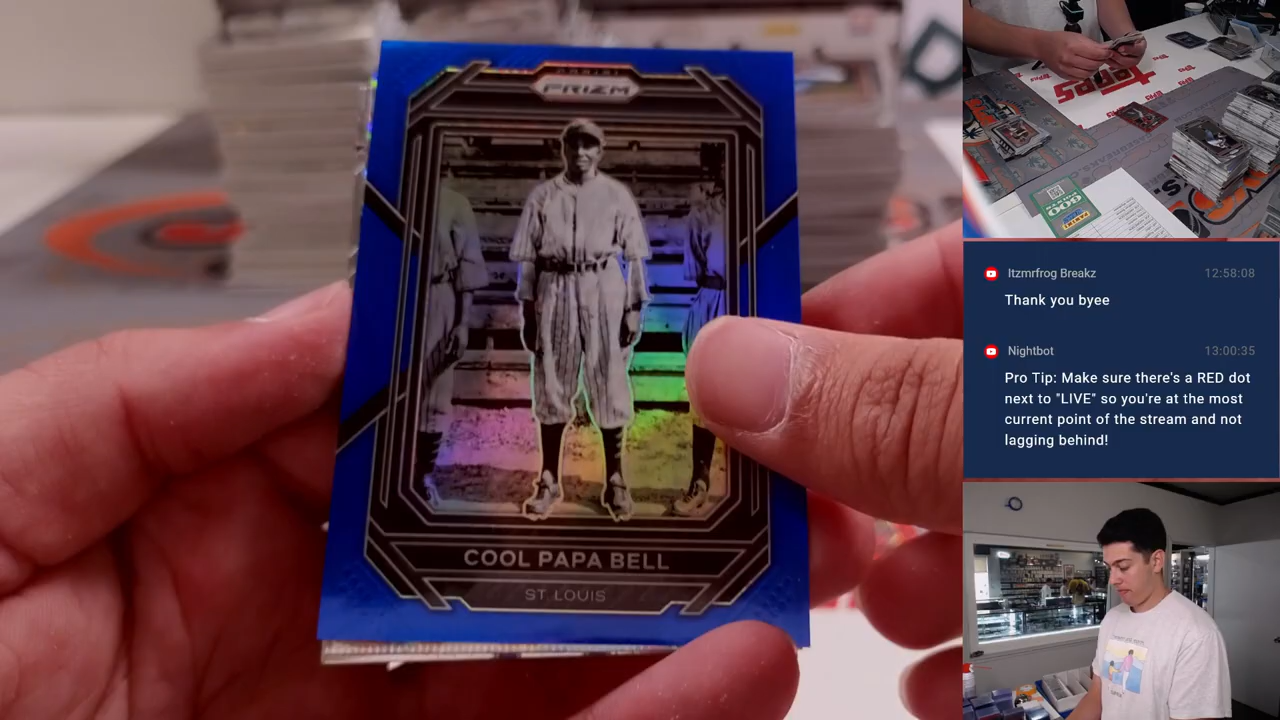 PANINI
PRIZM
COOL PAPA BELL
ST. LOUIS
topps
PANINI
Itzmrfrog Breakz 12:58:08
Thank you byee
Nightbot 13:00:35
Pro Tip: Make sure there's a RED dot
next to "LIVE" so you're at the most
current point of the stream and not
lagging behind!